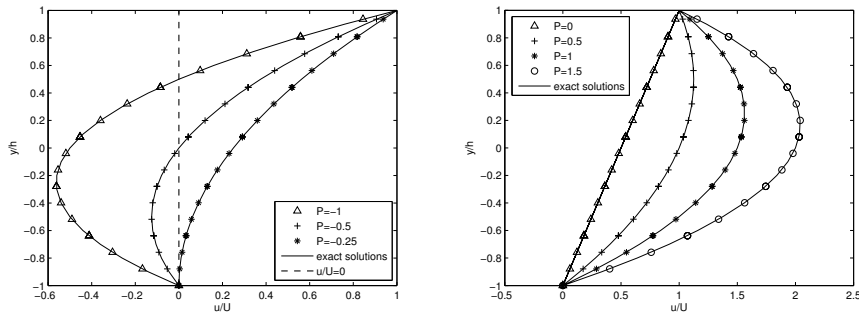 1
0.8
0.6
0.4
0.2
0
−0.2
−0.4
−0.6
−0.8
−1
y/h
−0.6 −0.4 −0.2 0 0.2 0.4 0.6 0.8 1
u/U
P=−1
P=−0.5
P=−0.25
exact solutions
u/U=0
1
0.8
0.6
0.4
0.2
0
−0.2
−0.4
−0.6
−0.8
−1
y/h
−0.5 0 0.5 1 1.5 2 2.5
u/U
P=0
P=0.5
P=1
P=1.5
exact solutions